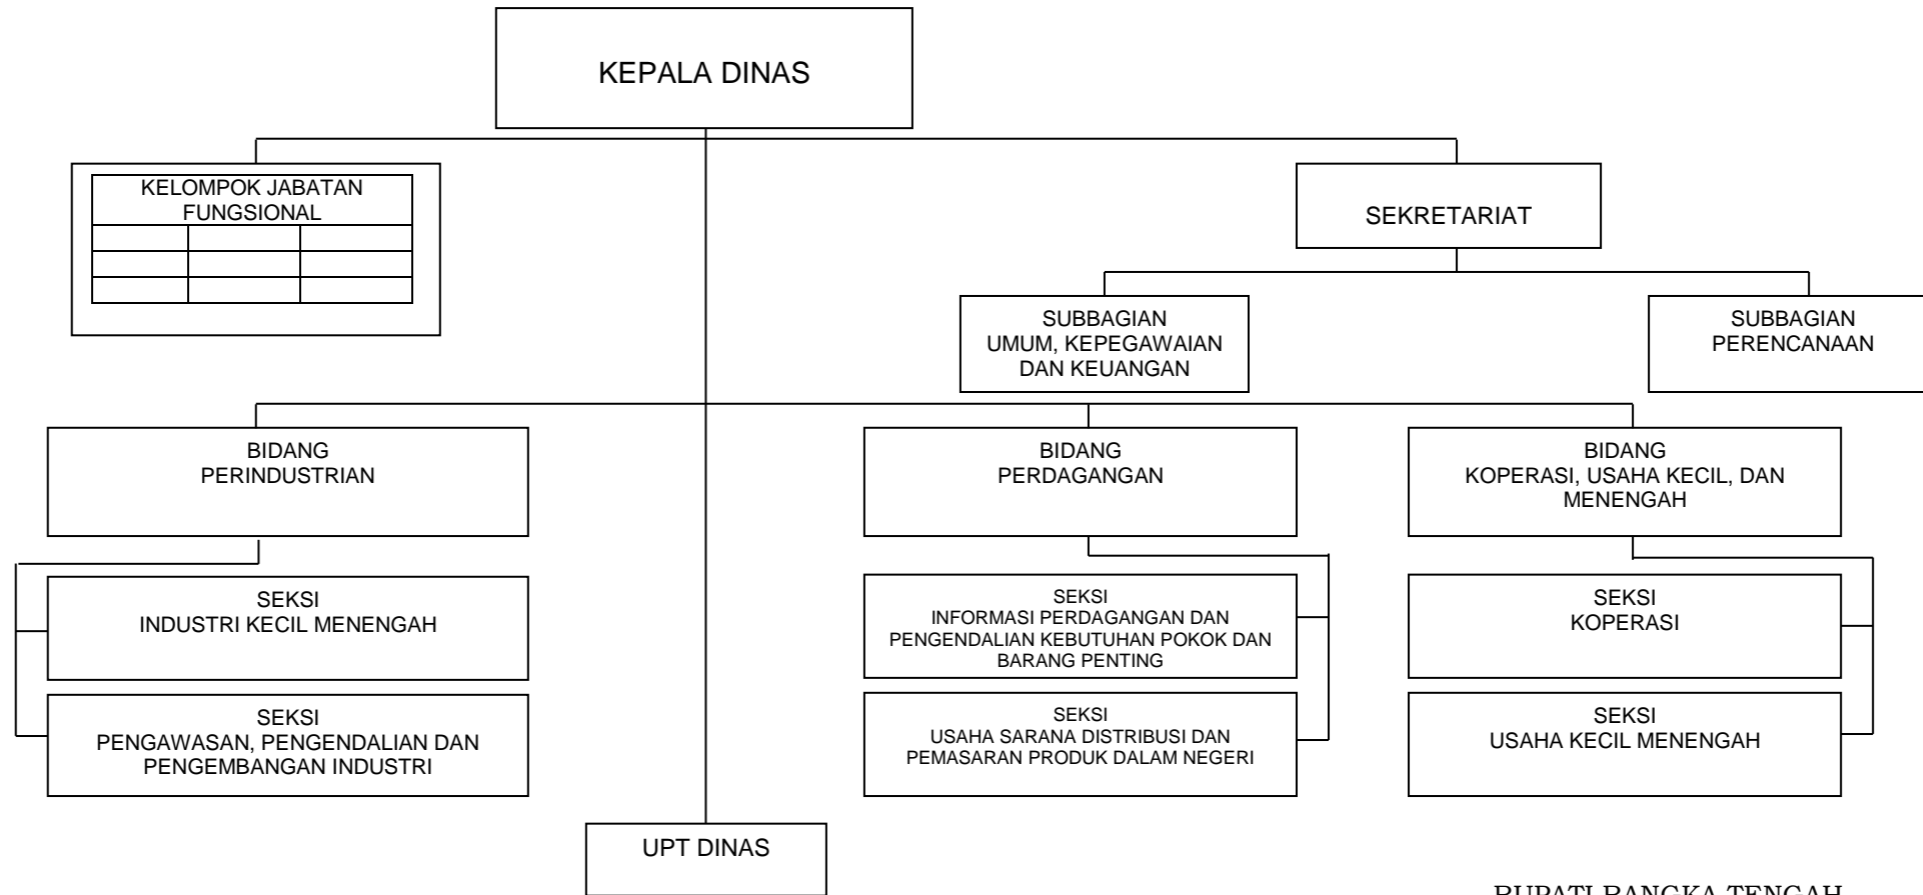 KEPALA DINAS
KELOMPOK JABATAN
FUNGSIONAL
SEKRETARIAT
SUBBAGIAN
UMUM, KEPEGAWAIAN
DAN KEUANGAN
SUBBAGIAN
PERENCANAAN
BIDANG
PERINDUSTRIAN
BIDANG
PERDAGANGAN
BIDANG
KOPERASI, USAHA KECIL, DAN
MENENGAH
SEKSI
INDUSTRI KECIL MENENGAH
SEKSI
INFORMASI PERDAGANGAN DAN
PENGENDALIAN KEBUTUHAN POKOK DAN
BARANG PENTING
SEKSI
KOPERASI
SEKSI
PENGAWASAN, PENGENDALIAN DAN
PENGEMBANGAN INDUSTRI
SEKSI
USAHA SARANA DISTRIBUSI DAN
PEMASARAN PRODUK DALAM NEGERI
SEKSI
USAHA KECIL MENENGAH
UPT DINAS
BUPATI BANGKA TENGAH